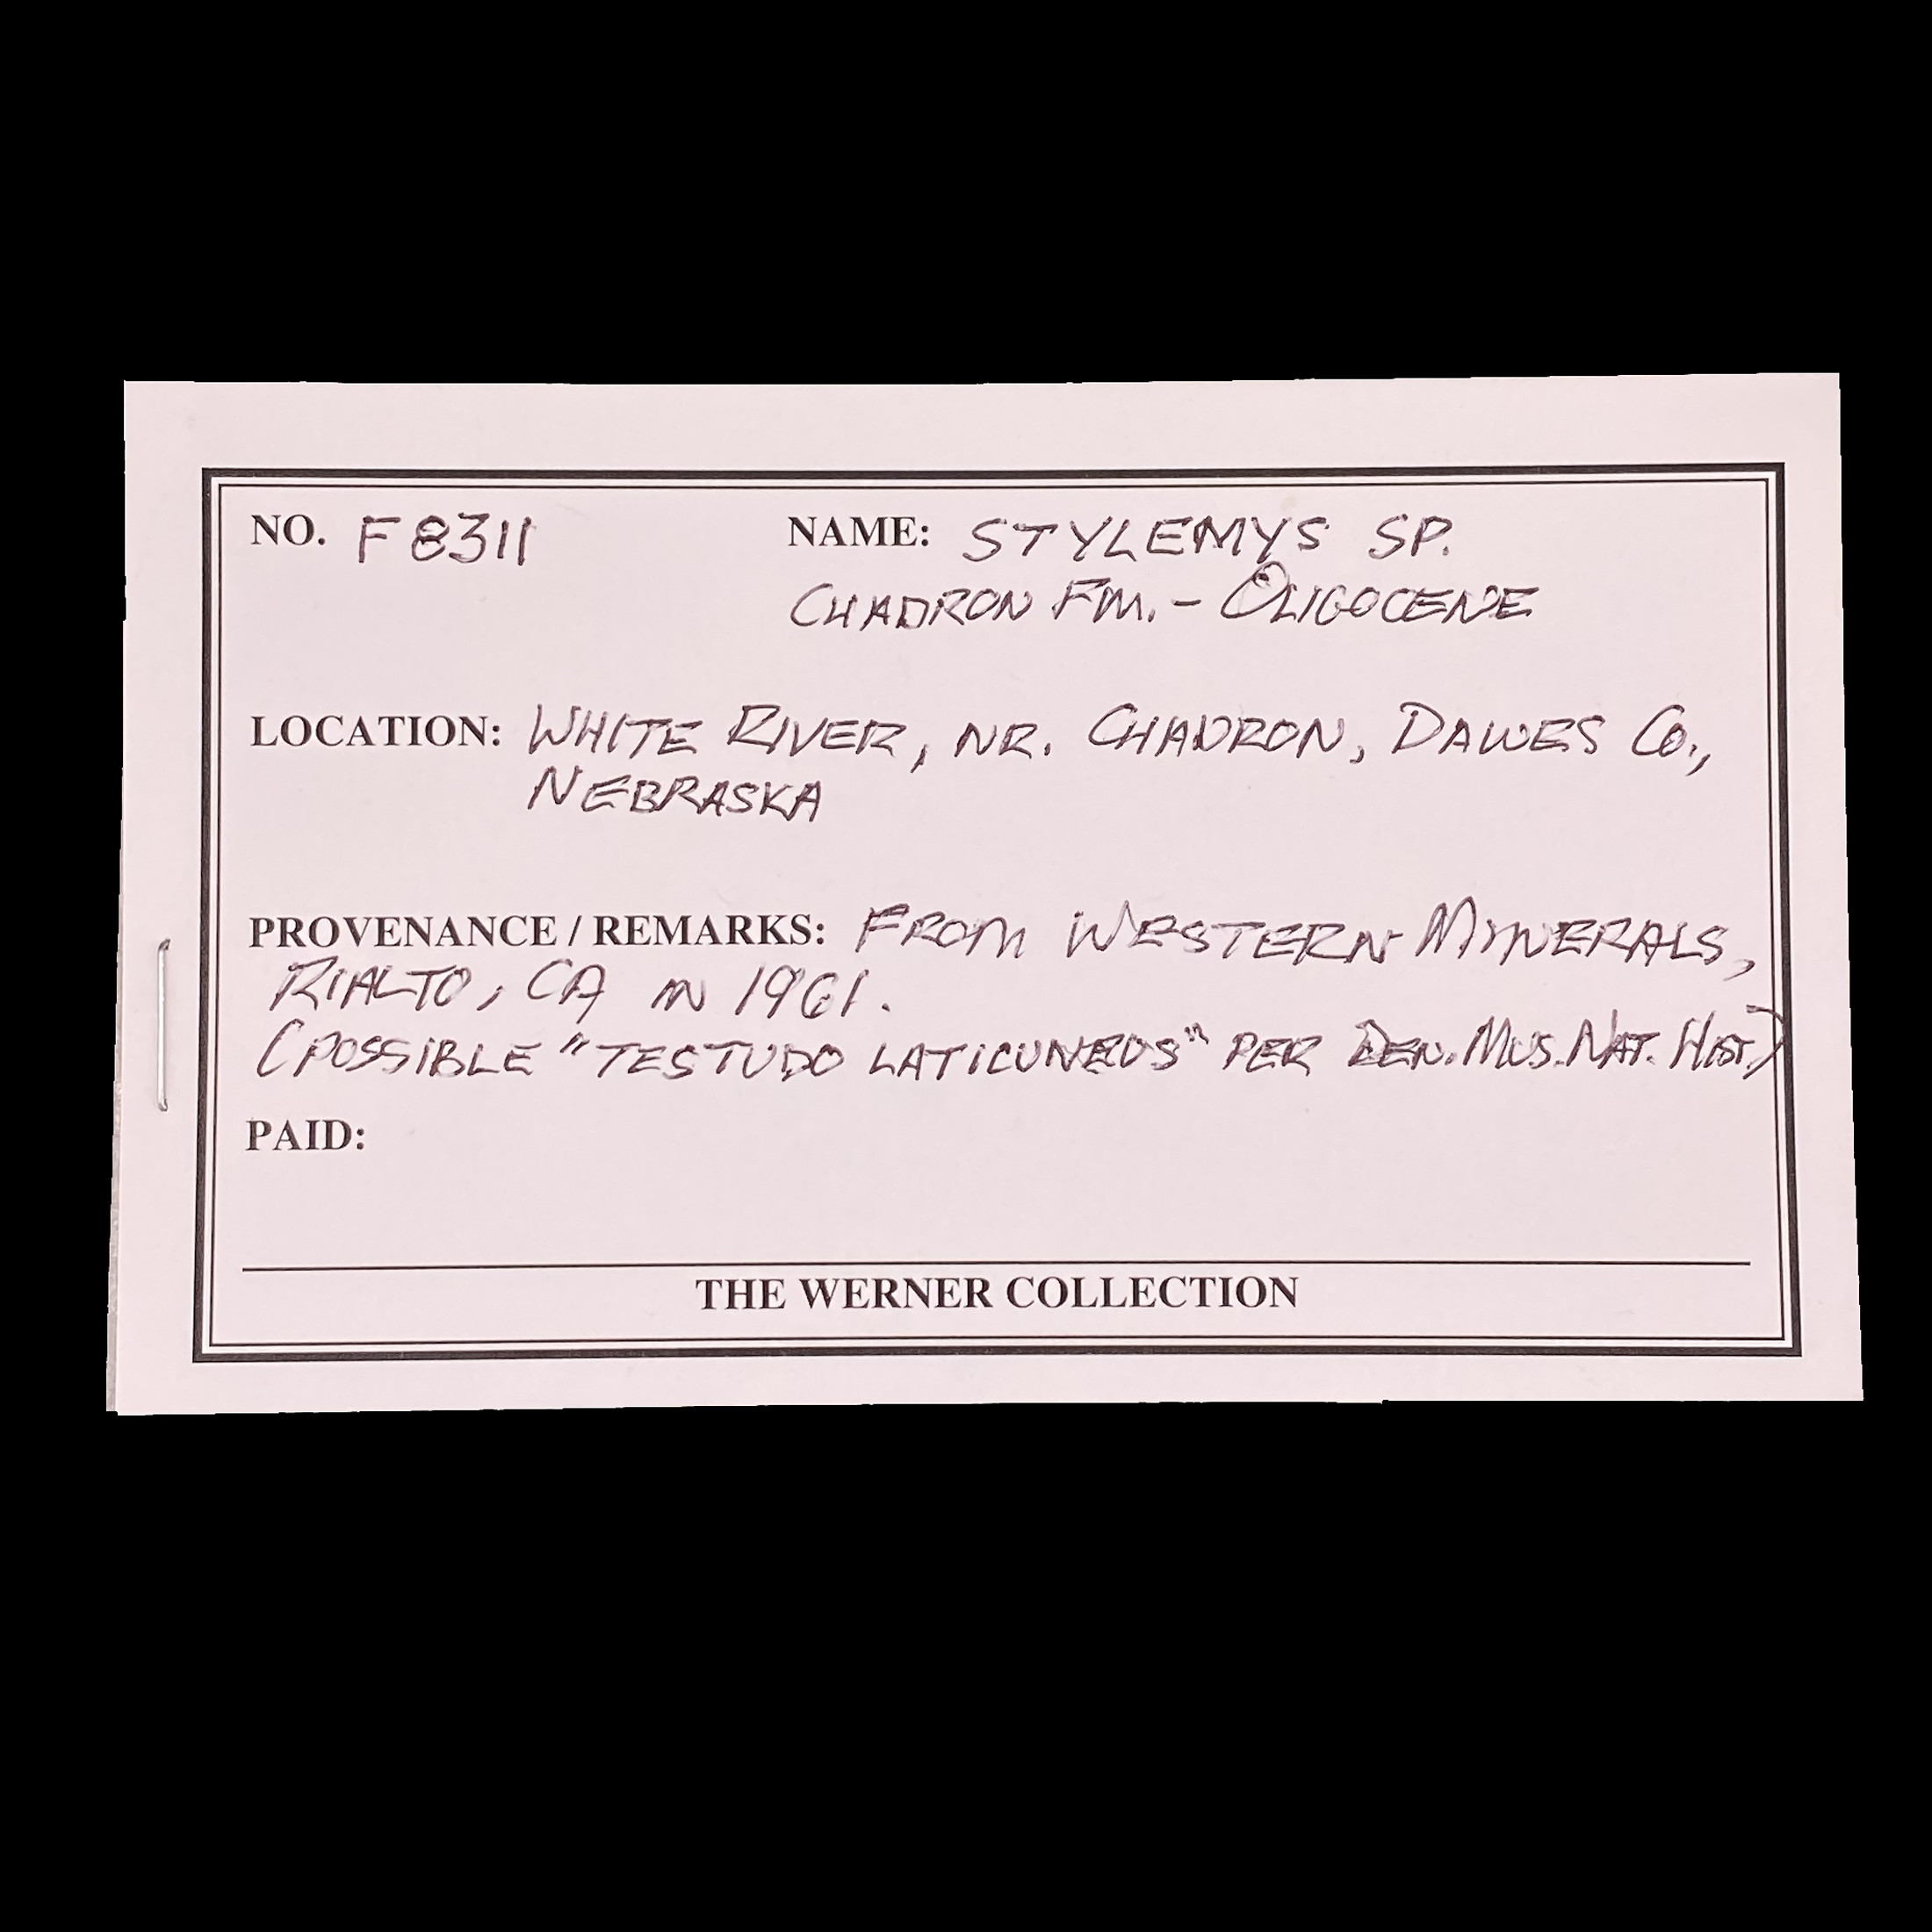 NO. F8311 NAME: STYLEMYS SP.
CHADRON FM. - OLIGOCENE
LOCATION: WHITE RIVER, NR. CHADRON, DAWES CO.,
NEBRASKA
PROVENANCE / REMARKS: FROM WESTERN MYNERALS,
RIALTO, CA IN 1961.
(POSSIBLE "TESTUDO LATICUNEUS" PER DEN. MUS. NAT. HIST.)
PAID:
THE WERNER COLLECTION